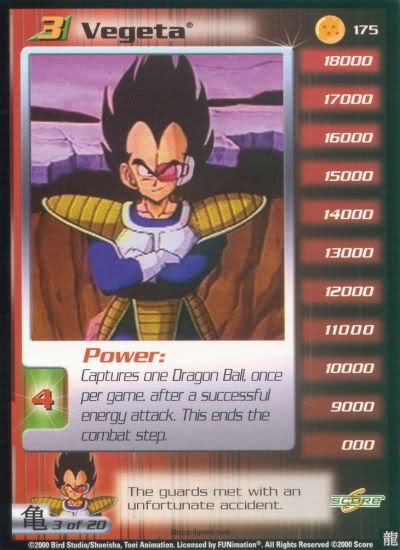 3 Vegeta® 175
18000
17000
16000
15000
14000
13000
12000
11000
10000
9000
000
Power:
Captures one Dragon Ball, once
per game, after a successful
energy attack. This ends the
combat step.
4
The guards met with an
unfortunate accident.
SCORE
亀 3 of 20
龍
©2000 Bird Studio/Shueisha, Toei Animation. Licensed by FUNimation®. All Rights Reserved ©2000 Score